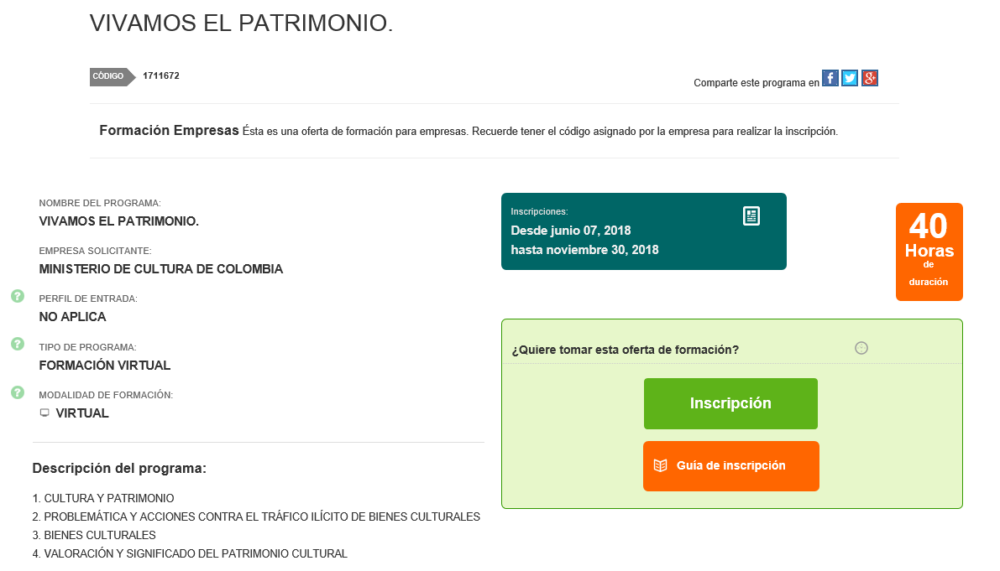 VIVAMOS EL PATRIMONIO.
CÓDIGO 1711672
Comparte este programa en
Formación Empresas Ésta es una oferta de formación para empresas. Recuerde tener el código asignado por la empresa para realizar la inscripción.
NOMBRE DEL PROGRAMA:
VIVAMOS EL PATRIMONIO.
EMPRESA SOLICITANTE:
MINISTERIO DE CULTURA DE COLOMBIA
PERFIL DE ENTRADA:
NO APLICA
TIPO DE PROGRAMA:
FORMACIÓN VIRTUAL
MODALIDAD DE FORMACIÓN:
VIRTUAL
Descripción del programa:
1. CULTURA Y PATRIMONIO
2. PROBLEMÁTICA Y ACCIONES CONTRA EL TRÁFICO ILÍCITO DE BIENES CULTURALES
3. BIENES CULTURALES
4. VALORACIÓN Y SIGNIFICADO DEL PATRIMONIO CULTURAL
Inscripciones:
Desde junio 07, 2018
hasta noviembre 30, 2018
40
Horas
de
duración
¿Quiere tomar esta oferta de formación?
Inscripción
Guía de inscripción